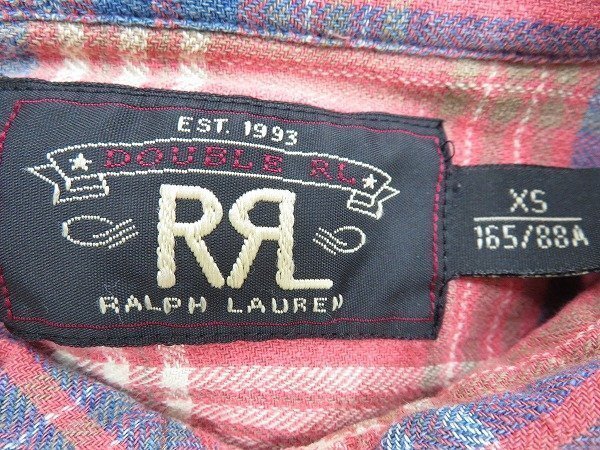 EST. 1993
DOUBLE RL
RRL
RALPH LAUREN
XS
165/88A